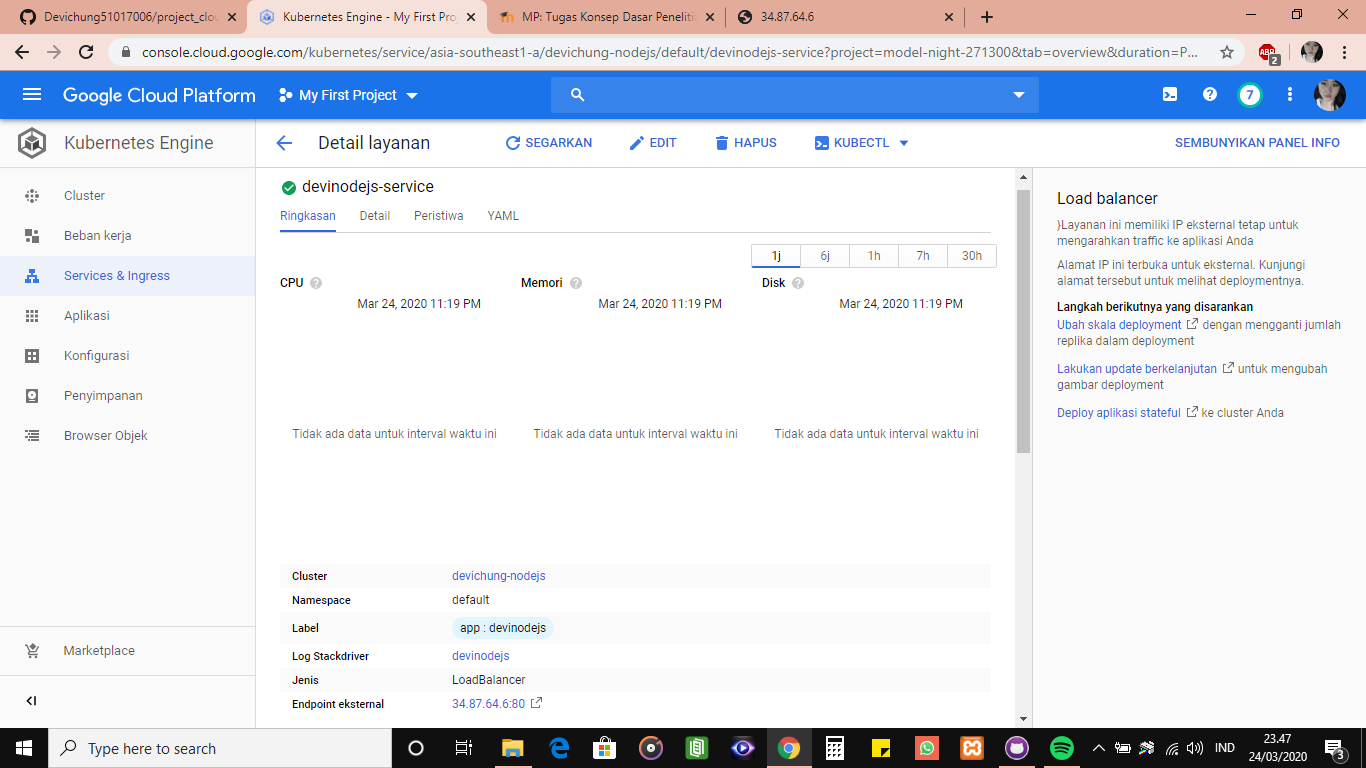 Devichung51017006/project_clou
Kubernetes Engine - My First Proj
MP: Tugas Konsep Dasar Penelitia
34.87.64.6
console.cloud.google.com/kubernetes/service/asia-southeast1-a/devichung-nodejs/default/devinodejs-service?project=model-night-271300&tab=overview&duration=P...
ABP
2
Google Cloud Platform
My First Project
7
Kubernetes Engine
Detail layanan
SEGARKAN
EDIT
HAPUS
KUBECTL
SEMBUNYIKAN PANEL INFO
Cluster
Beban kerja
Services & Ingress
Aplikasi
Konfigurasi
Penyimpanan
Browser Objek
Marketplace
devinodejs-service
Ringkasan Detail Peristiwa YAML
1j 6j 1h 7h 30h
CPU
Memori
Disk
Mar 24, 2020 11:19 PM
Mar 24, 2020 11:19 PM
Mar 24, 2020 11:19 PM
Tidak ada data untuk interval waktu ini
Tidak ada data untuk interval waktu ini
Tidak ada data untuk interval waktu ini
Cluster devichung-nodejs
Namespace default
Label app : devinodejs
Log Stackdriver devinodejs
Jenis LoadBalancer
Endpoint eksternal 34.87.64.6:80
Load balancer
}Layanan ini memiliki IP eksternal tetap untuk
mengarahkan traffic ke aplikasi Anda
Alamat IP ini terbuka untuk eksternal. Kunjungi
alamat tersebut untuk melihat deploymentnya.
Langkah berikutnya yang disarankan
Ubah skala deployment dengan mengganti jumlah
replika dalam deployment
Lakukan update berkelanjutan untuk mengubah
gambar deployment
Deploy aplikasi stateful ke cluster Anda
Type here to search
IND
23.47
24/03/2020
3